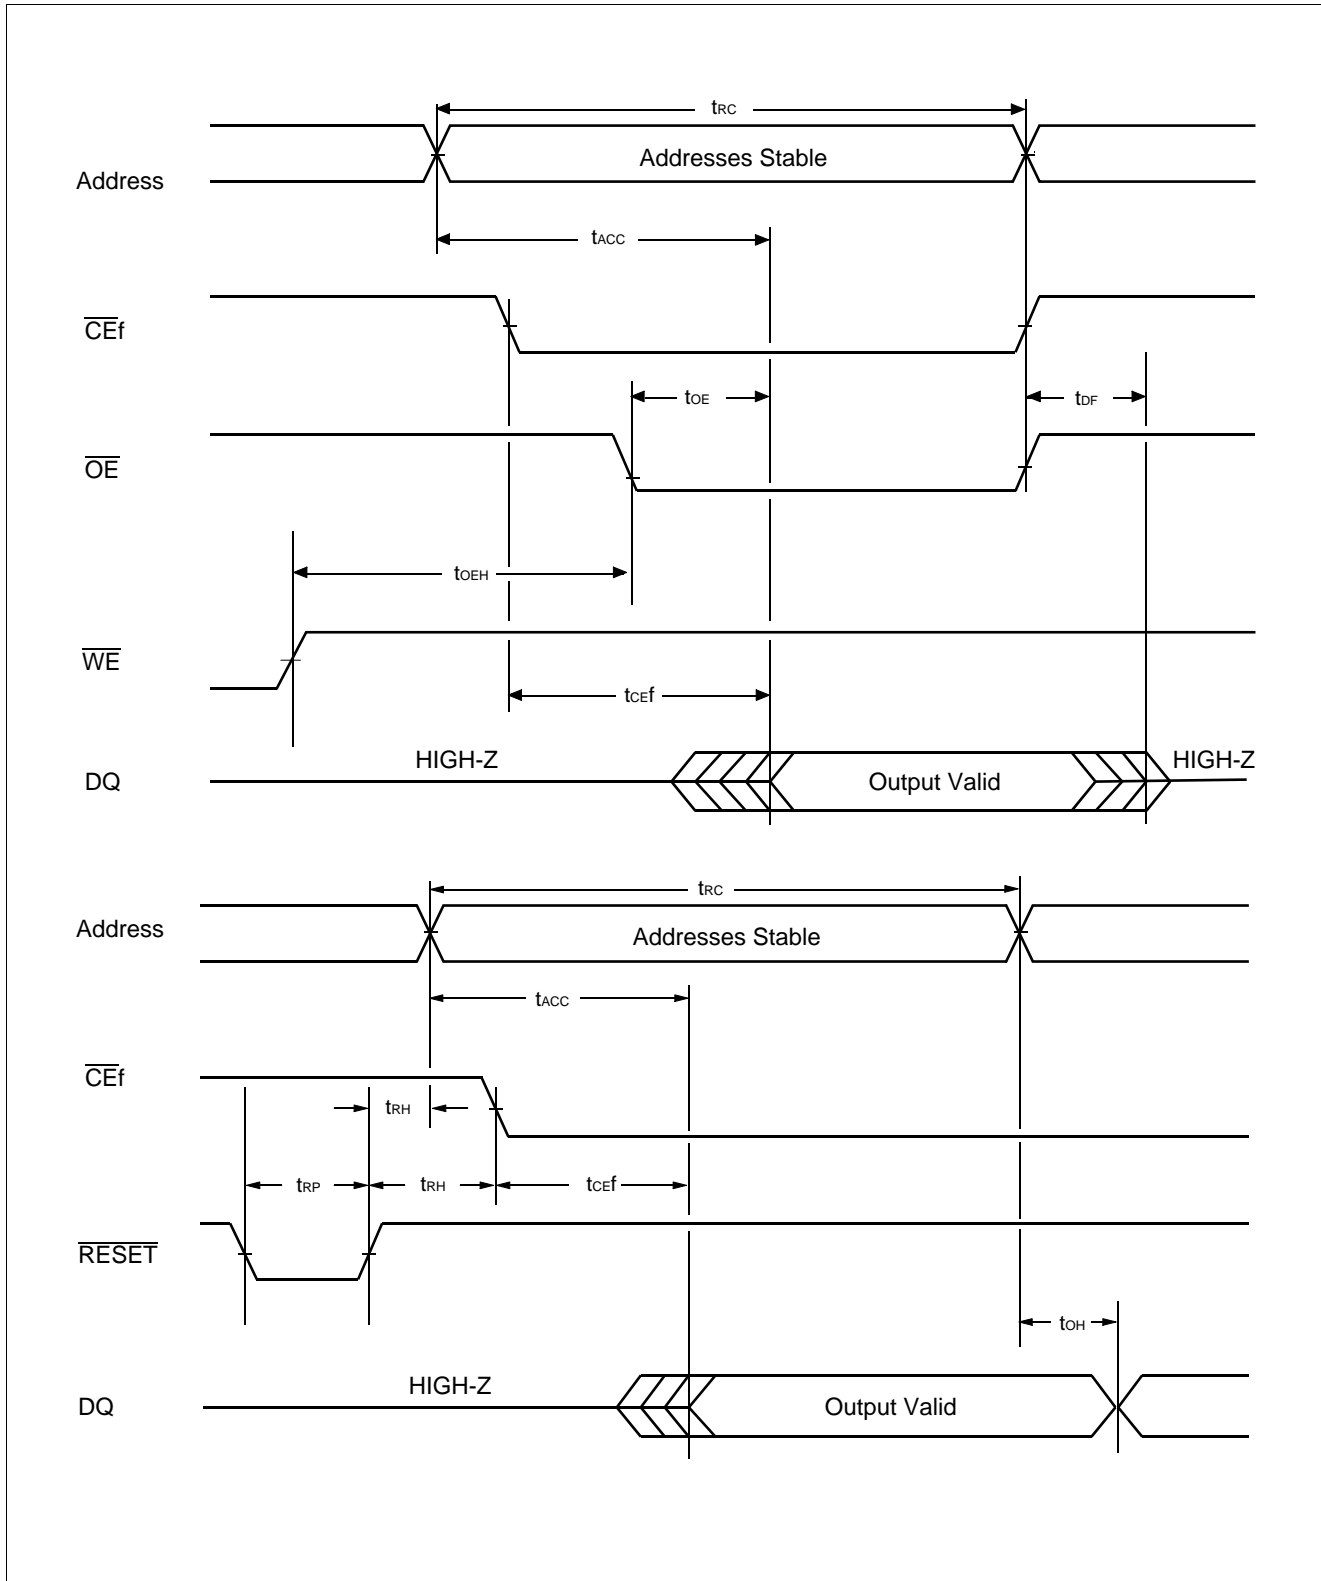 tRC
Addresses Stable
Address
tACC
CEf
tOE
tDF
OE
tOEH
WE
tCEf
HIGH-Z
HIGH-Z
DQ
Output Valid
tRC
Address
Addresses Stable
tACC
CEf
tRH
tRP
tRH
tCEf
RESET
tOH
HIGH-Z
DQ
Output Valid